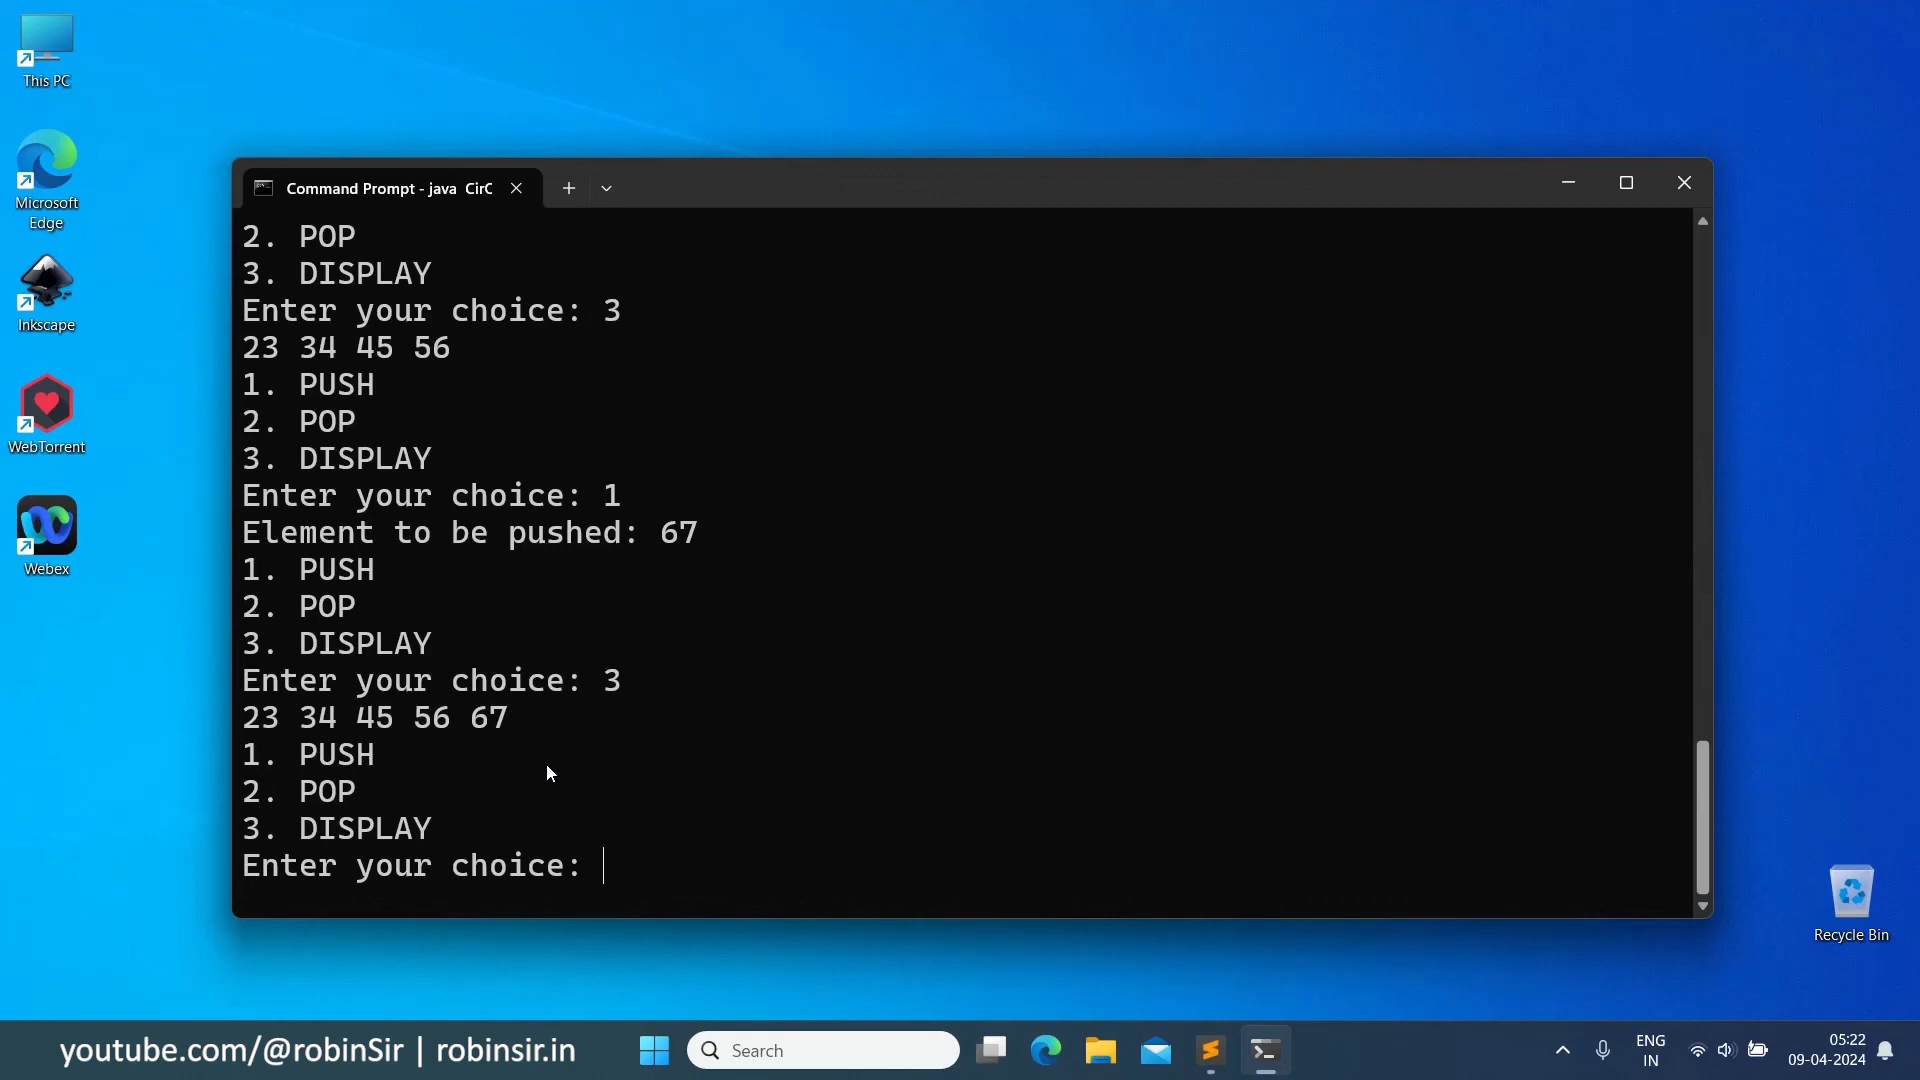 This PC
Microsoft
Edge
Inkscape
WebTorrent
Webex
Command Prompt - java  CirC
2. POP
3. DISPLAY
Enter your choice: 3
23 34 45 56
1. PUSH
2. POP
3. DISPLAY
Enter your choice: 1
Element to be pushed: 67
1. PUSH
2. POP
3. DISPLAY
Enter your choice: 3
23 34 45 56 67
1. PUSH
2. POP
3. DISPLAY
Enter your choice:
Recycle Bin
youtube.com/@robinSir | robinsir.in
Search
ENG
IN
05:22
09-04-2024